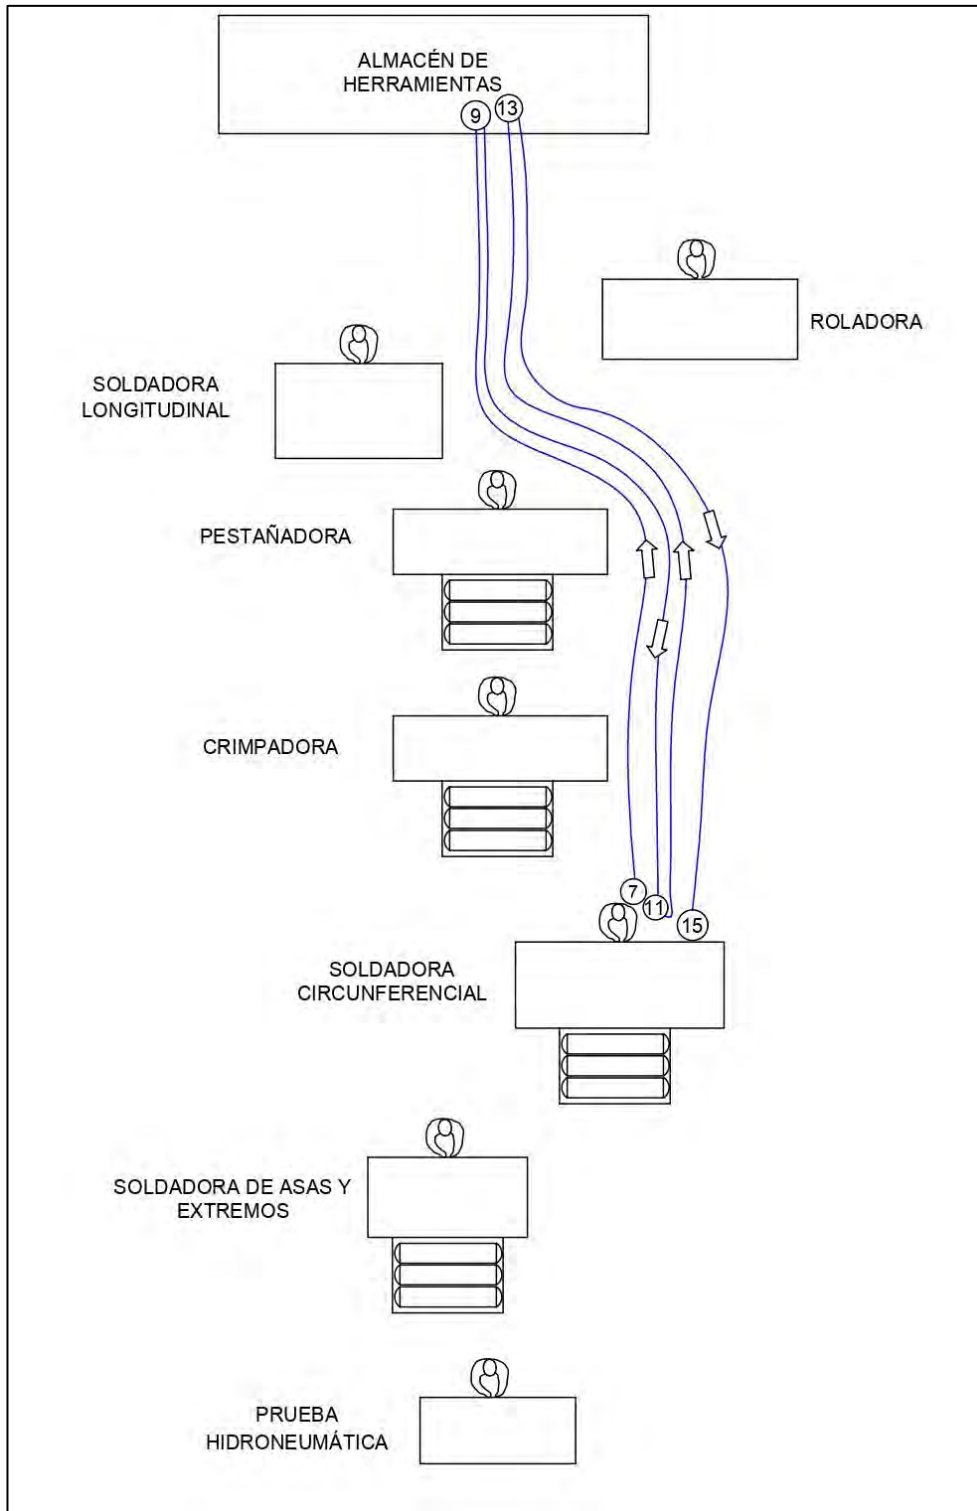 ALMACÉN DE
HERRAMIENTAS
9
13
ROLADORA
SOLDADORA
LONGITUDINAL
PESTAÑADORA
CRIMPADORA
7
11
15
SOLDADORA
CIRCUNFERENCIAL
SOLDADORA DE ASAS Y
EXTREMOS
PRUEBA
HIDRONEUMÁTICA